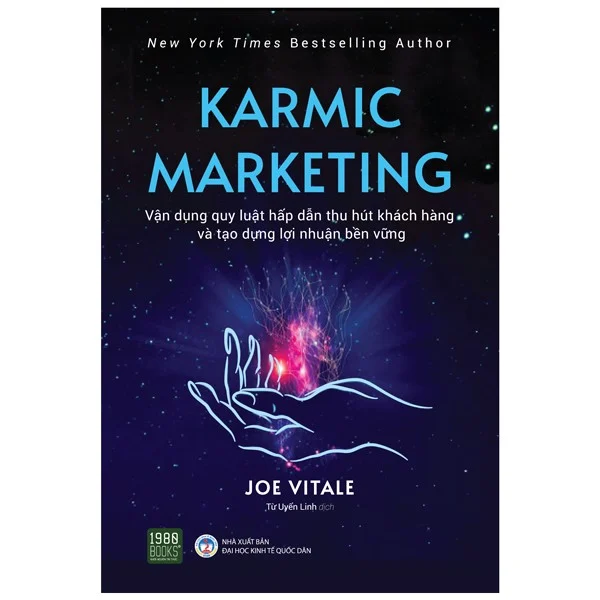 New York Times Bestselling Author
KARMIC
MARKETING
Vận dụng quy luật hấp dẫn thu hút khách hàng
và tạo dựng lợi nhuận bền vững
JOE VITALE
Từ Uyển Linh dịch
1980
BOOKS
NHÀ XUẤT BẢN
ĐẠI HỌC KINH TẾ QUỐC DÂN